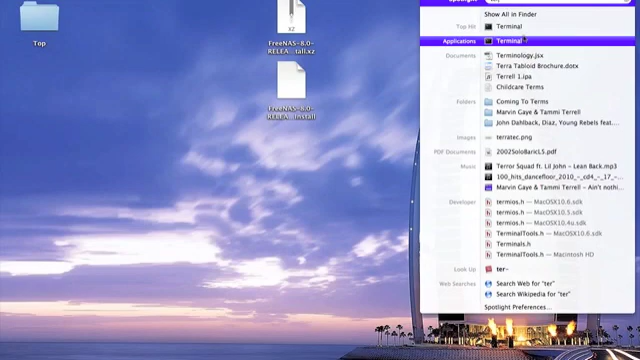 Spotlight
Show All in Finder
Top Hit Terminal
Applications Terminal
Documents Terminology.jsx
Terra Tabloid Brochure.dotx
Terrell 1.ipa
Childcare Terms
Folders Coming To Terms
Marvin Gaye & Tammi Terrell
John Dahlback, Diaz, Young Rebels feat....
Images terratec.png
PDF Documents 2002SoloBaricLS.pdf
Music Terror Squad ft. Lil Jon - Lean Back.mp3
100_hits_dancefloor_2010_-_cd4_-_17_-...
Marvin Gaye & Tammi Terrell - Ain't nothi...
Developer termios.h — MacOSX10.6.sdk
termios.h — MacOSX10.5.sdk
termios.h — MacOSX10.4u.sdk
TerminalTools.h — MacOSX10.6.sdk
Terminals.h
TerminalTools.h — Macintosh HD
Look Up ter-
Web Searches Search Web for "ter"
Search Wikipedia for "ter"
Spotlight Preferences...
Top
XZ
FreeNAS-8.0-
RELEA...tall.xz
FreeNAS-8.0-
RELEA...Install